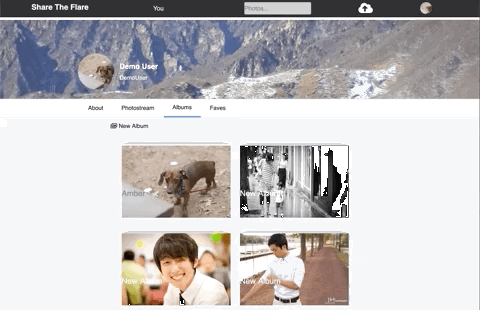 Share The Flare
You
Photos...
Demo User
DemoUser
About
Photostream
Albums
Faves
New Album
Amber
New Album
New Album
New Album